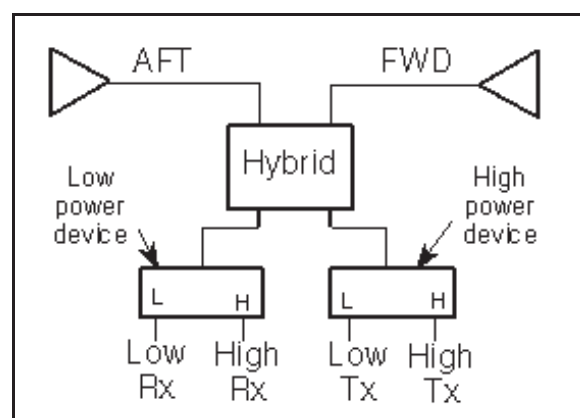 AFT
FWD
Hybrid
Low
power
device
High
power
device
L
H
L
H
Low
Rx
High
Rx
Low
Tx
High
Tx